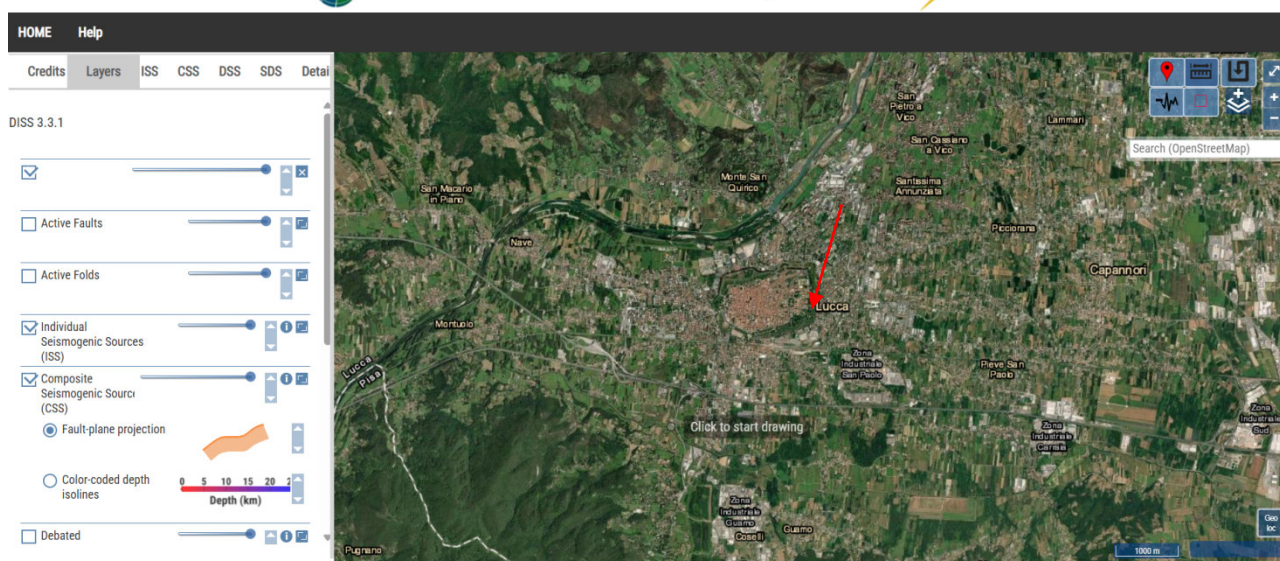 HOME Help
Credits Layers ISS CSS DSS SDS Detai
DISS 3.3.1
Active Faults
Active Folds
Individual
Seismogenic Sources
(ISS)
Composite
Seismogenic Sourc
(CSS)
Fault-plane projection
Color-coded depth
isolines
0 5 10 15 20 2
Depth (km)
Debated
San
Pietro a
Vico
Lammari
San Cassiano
a Vico
Search (OpenStreetMap)
Monte San
Quirico
Santissima
Annunziata
San Macario
in Piano
Picciorana
Nave
Capannori
Lucca
Montuolo
Zona
Industriale
San Paolo
Pieve San
Paolo
Lucca
Pisa
Zona
Industriale
Sud
Click to start drawing
Zona
Industriale
Carraia
Zona
Industriale
Guamo
Coselli
Guamo
Geo
loc
Pugnano
1000 m